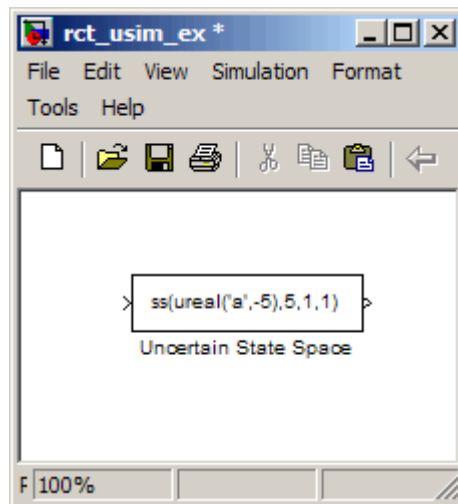 rct_usim_ex *
File Edit View Simulation Format
Tools Help
ss(ureal('a',-5),5,1,1)
Uncertain State Space
F 100%